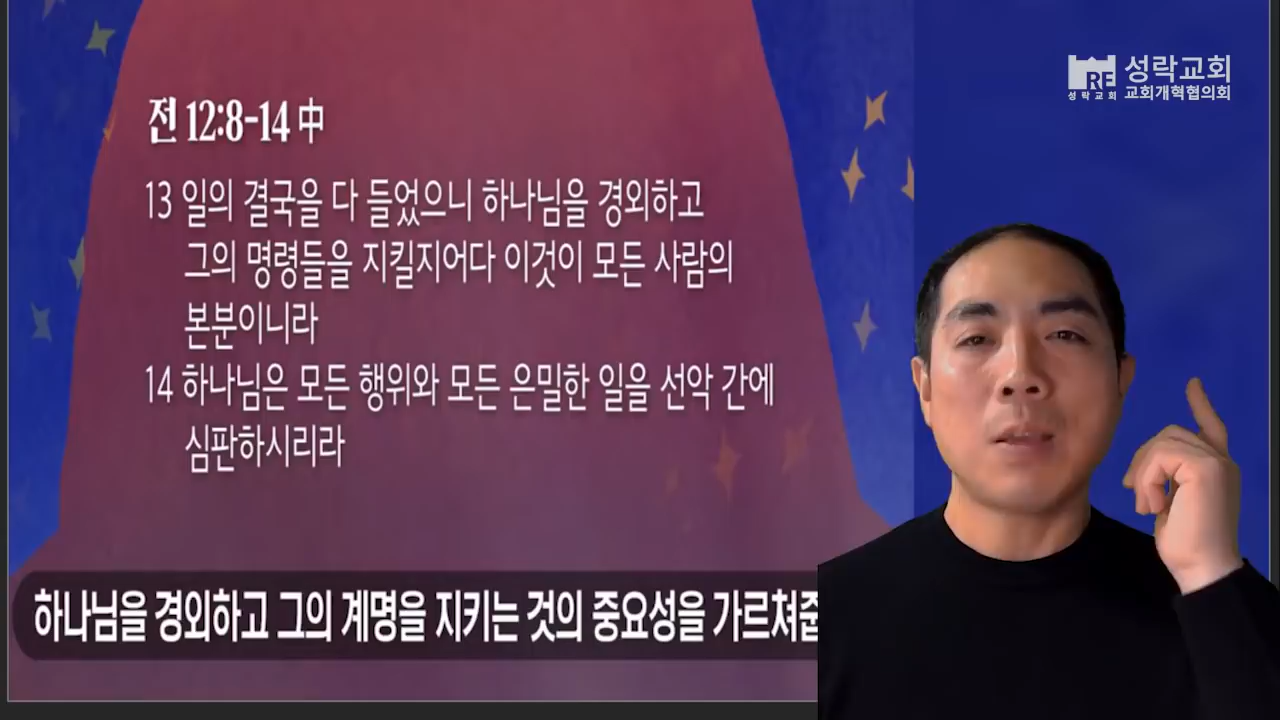 전 12:8-14 中
13 일의 결국을 다 들었으니 하나님을 경외하고
그의 명령들을 지킬지어다 이것이 모든 사람의
본분이니라
14 하나님은 모든 행위와 모든 은밀한 일을 선악 간에
심판하시리라
하나님을 경외하고 그의 계명을 지키는 것의 중요성을
RE 성락교회
성락교회 교회개혁협의회